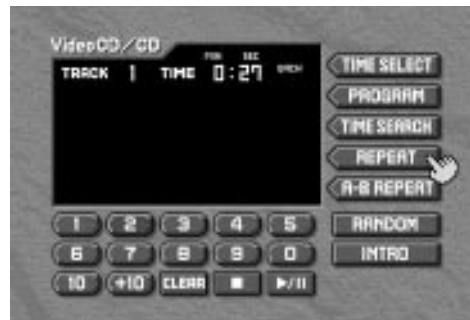 VideoCD/CD
MIN SEC
TRACK 1 TIME 0:27 EACH
TIME SELECT
PROGRAM
TIME SEARCH
REPEAT
A-B REPEAT
1 2 3 4 5 RANDOM
6 7 8 9 0 INTRO
10 +10 CLEAR ■ ▶/II